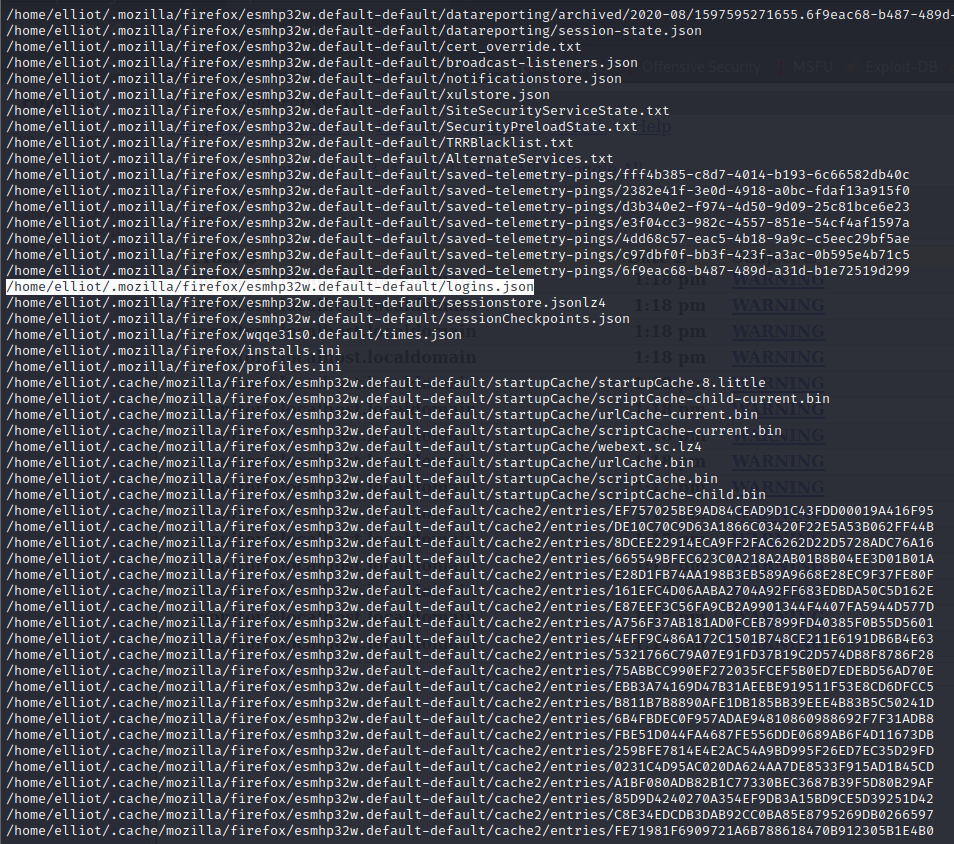 /home/elliot/.mozilla/firefox/esmhp32w.default-default/datareporting/archived/2020-08/1597595271655.6f9eac68-b487-489d-
/home/elliot/.mozilla/firefox/esmhp32w.default-default/datareporting/session-state.json
/home/elliot/.mozilla/firefox/esmhp32w.default-default/cert_override.txt
/home/elliot/.mozilla/firefox/esmhp32w.default-default/broadcast-listeners.json
/home/elliot/.mozilla/firefox/esmhp32w.default-default/notificationstore.json
/home/elliot/.mozilla/firefox/esmhp32w.default-default/xulstore.json
/home/elliot/.mozilla/firefox/esmhp32w.default-default/SiteSecurityServiceState.txt
/home/elliot/.mozilla/firefox/esmhp32w.default-default/SecurityPreloadState.txt
/home/elliot/.mozilla/firefox/esmhp32w.default-default/TRRBlacklist.txt
/home/elliot/.mozilla/firefox/esmhp32w.default-default/AlternateServices.txt
/home/elliot/.mozilla/firefox/esmhp32w.default-default/saved-telemetry-pings/fff4b385-c8d7-4014-b193-6c66582db40c
/home/elliot/.mozilla/firefox/esmhp32w.default-default/saved-telemetry-pings/2382e41f-3e0d-4918-a0bc-fdaf13a915f0
/home/elliot/.mozilla/firefox/esmhp32w.default-default/saved-telemetry-pings/d3b340e2-f974-4d50-9d09-25c81bce6e23
/home/elliot/.mozilla/firefox/esmhp32w.default-default/saved-telemetry-pings/e3f04cc3-982c-4557-851e-54cf4af1597a
/home/elliot/.mozilla/firefox/esmhp32w.default-default/saved-telemetry-pings/4dd68c57-eac5-4b18-9a9c-c5eec29bf5ae
/home/elliot/.mozilla/firefox/esmhp32w.default-default/saved-telemetry-pings/c97dbf0f-bb3f-423f-a3ac-0b595e4b71c5
/home/elliot/.mozilla/firefox/esmhp32w.default-default/saved-telemetry-pings/6f9eac68-b487-489d-a31d-b1e72519d299
/home/elliot/.mozilla/firefox/esmhp32w.default-default/logins.json
/home/elliot/.mozilla/firefox/esmhp32w.default-default/sessionstore.jsonlz4
/home/elliot/.mozilla/firefox/esmhp32w.default-default/sessionCheckpoints.json
/home/elliot/.mozilla/firefox/wqqe31s0.default/times.json
/home/elliot/.mozilla/firefox/installs.ini
/home/elliot/.mozilla/firefox/profiles.ini
/home/elliot/.cache/mozilla/firefox/esmhp32w.default-default/startupCache/startupCache.8.little
/home/elliot/.cache/mozilla/firefox/esmhp32w.default-default/startupCache/scriptCache-child-current.bin
/home/elliot/.cache/mozilla/firefox/esmhp32w.default-default/startupCache/urlCache-current.bin
/home/elliot/.cache/mozilla/firefox/esmhp32w.default-default/startupCache/scriptCache-current.bin
/home/elliot/.cache/mozilla/firefox/esmhp32w.default-default/startupCache/webext.sc.lz4
/home/elliot/.cache/mozilla/firefox/esmhp32w.default-default/startupCache/urlCache.bin
/home/elliot/.cache/mozilla/firefox/esmhp32w.default-default/startupCache/scriptCache.bin
/home/elliot/.cache/mozilla/firefox/esmhp32w.default-default/startupCache/scriptCache-child.bin
/home/elliot/.cache/mozilla/firefox/esmhp32w.default-default/cache2/entries/EF757025BE9AD84CEAD9D1C43FDD00019A416F95
/home/elliot/.cache/mozilla/firefox/esmhp32w.default-default/cache2/entries/DE10C70C9D63A1866C03420F22E5A53B062FF44B
/home/elliot/.cache/mozilla/firefox/esmhp32w.default-default/cache2/entries/8DCEE22914ECA9FF2FAC6262D22D5728ADC76A16
/home/elliot/.cache/mozilla/firefox/esmhp32w.default-default/cache2/entries/665549BFEC623C0A218A2AB01B8B04EE3D01B01A
/home/elliot/.cache/mozilla/firefox/esmhp32w.default-default/cache2/entries/E28D1FB74AA198B3EB589A9668E28EC9F37FE80F
/home/elliot/.cache/mozilla/firefox/esmhp32w.default-default/cache2/entries/161EFC4D06AABA2704A92FF683EDBDA50C5D162E
/home/elliot/.cache/mozilla/firefox/esmhp32w.default-default/cache2/entries/E87EEF3C56FA9CB2A9901344F4407FA5944D577D
/home/elliot/.cache/mozilla/firefox/esmhp32w.default-default/cache2/entries/A756F37AB181AD0FCEB7899FD40385F0B55D5601
/home/elliot/.cache/mozilla/firefox/esmhp32w.default-default/cache2/entries/4EFF9C486A172C1501B748CE211E6191DB6B4E63
/home/elliot/.cache/mozilla/firefox/esmhp32w.default-default/cache2/entries/5321766C79A07E91FD37B19C2D574DB8F8786F28
/home/elliot/.cache/mozilla/firefox/esmhp32w.default-default/cache2/entries/75ABBCC990EF272035FCEF5B0ED7EDEBD56AD70E
/home/elliot/.cache/mozilla/firefox/esmhp32w.default-default/cache2/entries/EBB3A74169D47B31AEEBE919511F53E8CD6DFCC5
/home/elliot/.cache/mozilla/firefox/esmhp32w.default-default/cache2/entries/B811B7B8890AFE1DB185BB39EEE4B83B5C50241D
/home/elliot/.cache/mozilla/firefox/esmhp32w.default-default/cache2/entries/6B4FBDEC0F957ADAE94810860988692F7F31ADB8
/home/elliot/.cache/mozilla/firefox/esmhp32w.default-default/cache2/entries/FBE51D044FA4687FE556DDE0689AB6F4D11673DB
/home/elliot/.cache/mozilla/firefox/esmhp32w.default-default/cache2/entries/259BFE7814E4E2AC54A9BD995F26ED7EC35D29FD
/home/elliot/.cache/mozilla/firefox/esmhp32w.default-default/cache2/entries/0231C4D95AC020DA624AA7DE8533F915AD1B45CD
/home/elliot/.cache/mozilla/firefox/esmhp32w.default-default/cache2/entries/A1BF080ADB82B1C77330BEC3687B39F5D80B29AF
/home/elliot/.cache/mozilla/firefox/esmhp32w.default-default/cache2/entries/85D9D4240270A354EF9DB3A15BD9CE5D39251D42
/home/elliot/.cache/mozilla/firefox/esmhp32w.default-default/cache2/entries/C8E34EDCDB3DAB92CC0BA85E8795269DB0266597
/home/elliot/.cache/mozilla/firefox/esmhp32w.default-default/cache2/entries/FE71981F6909721A6B788618470B912305B1E4B0